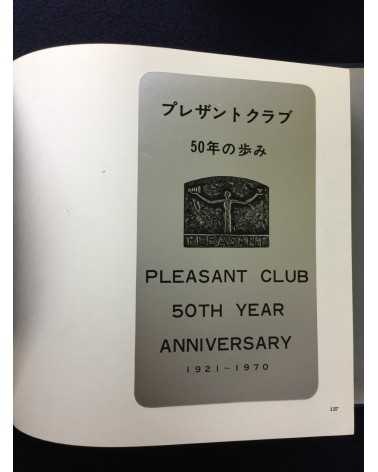 プレザントクラブ
50年の歩み
PLEASANT
PLEASANT CLUB
50TH YEAR
ANNIVERSARY
1921-1970
137